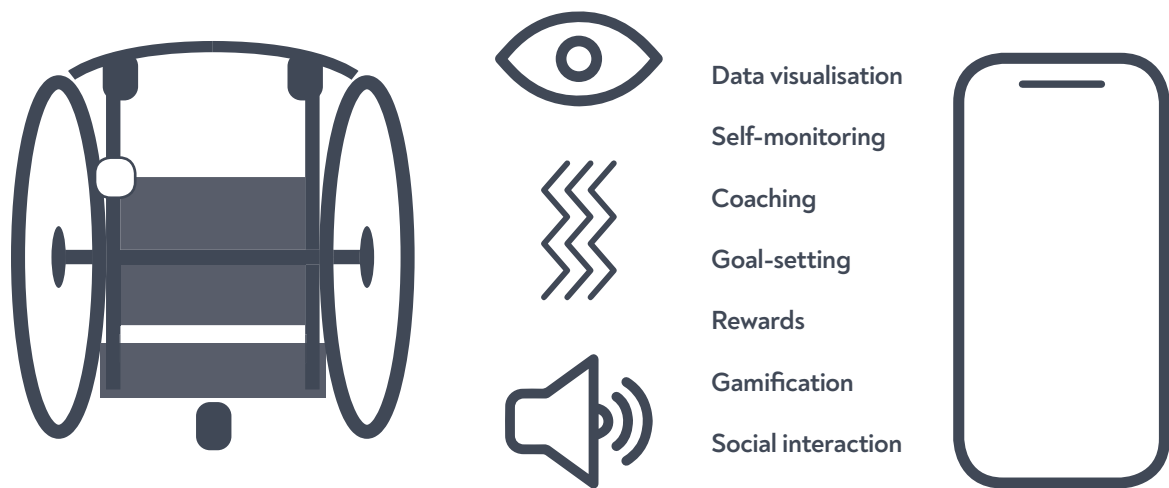 Data visualisation
Self-monitoring
Coaching
Goal-setting
Rewards
Gamification
Social interaction